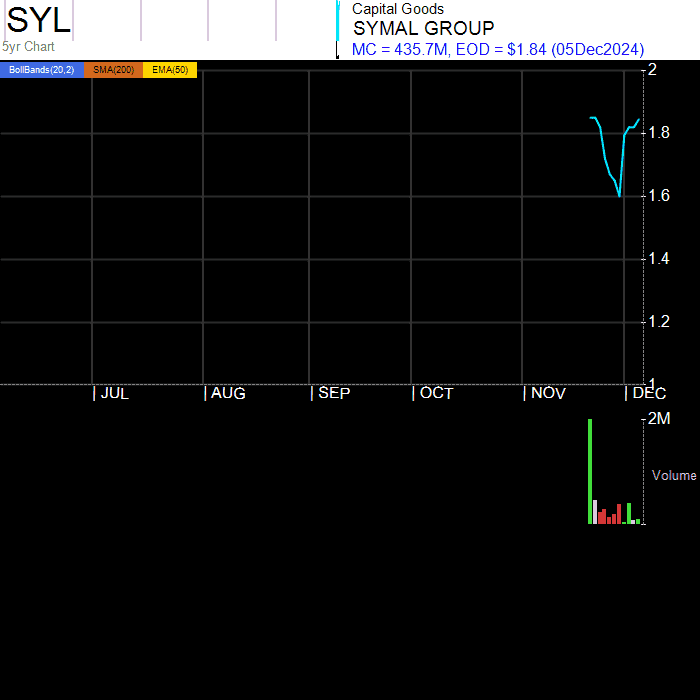 SYL
5yr Chart
Capital Goods
SYMAL GROUP
MC = 435.7M, EOD = $1.84 (05Dec2024)
BollBands(20,2) SMA(200) EMA(50)
2
1.8
1.6
1.4
1.2
1
| JUL | AUG | SEP | OCT | NOV | DEC
2M
Volume